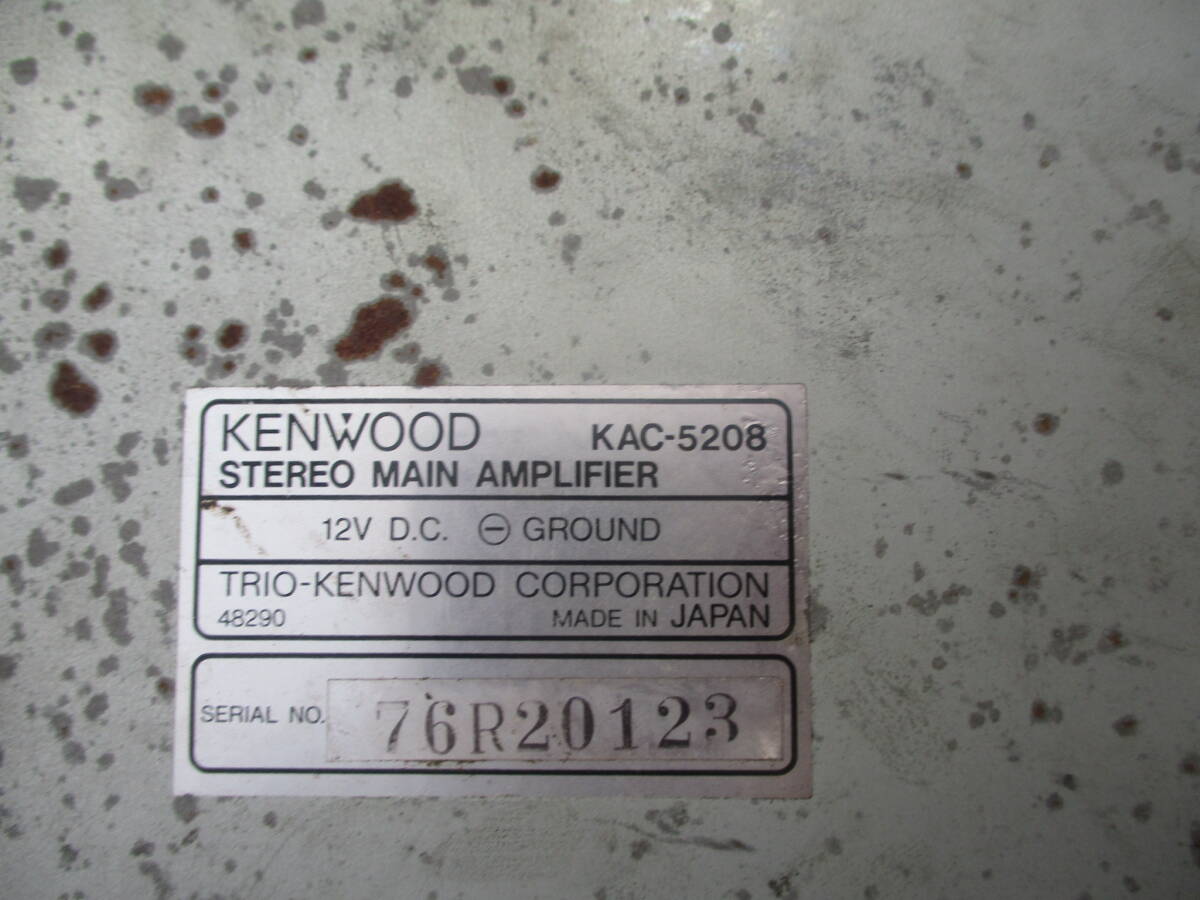 KENWOOD KAC-5208
STEREO MAIN AMPLIFIER
12V D.C. ⊖ GROUND
TRIO-KENWOOD CORPORATION
48290 MADE IN JAPAN
SERIAL NO. 76R20123